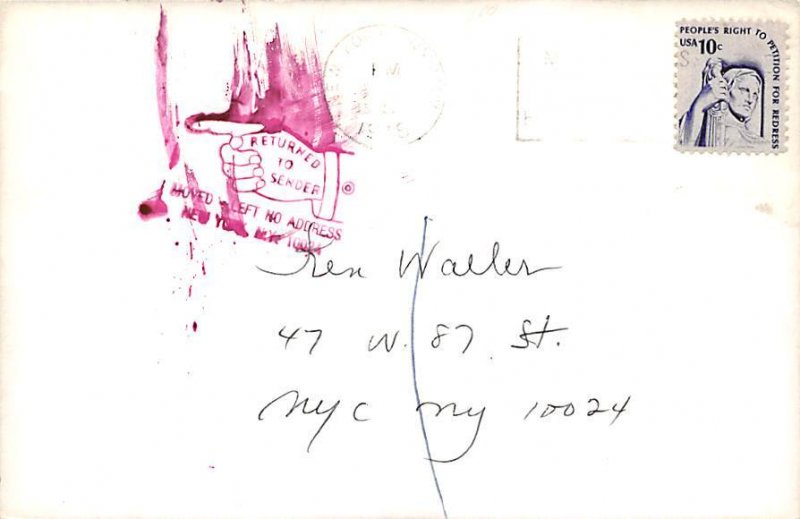 PEOPLE'S RIGHT TO PETITION FOR REDRESS
USA 10c
RETURNED
TO
SENDER
MOVED LEFT NO ADDRESS
NEW YORK, N.Y. 10024
Waller
47 W. 87 St.
NYC NY 10024